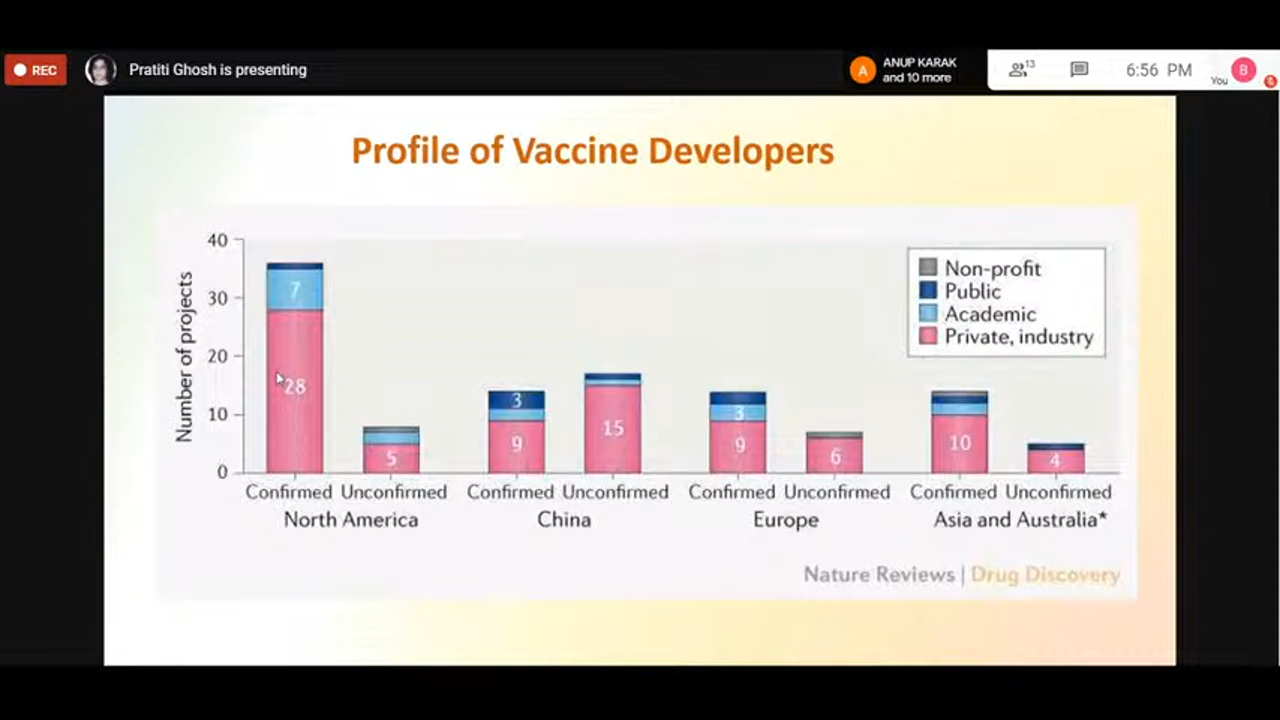 REC
Pratiti Ghosh is presenting
A
ANUP KARAK
and 10 more
13
6:56 PM
You
B
Profile of Vaccine Developers
Number of projects
40
30
20
10
0
7
28
5
3
9
15
3
9
6
10
4
Non-profit
Public
Academic
Private, industry
Confirmed Unconfirmed Confirmed Unconfirmed Confirmed Unconfirmed Confirmed Unconfirmed
North America China Europe Asia and Australia*
Nature Reviews | Drug Discovery